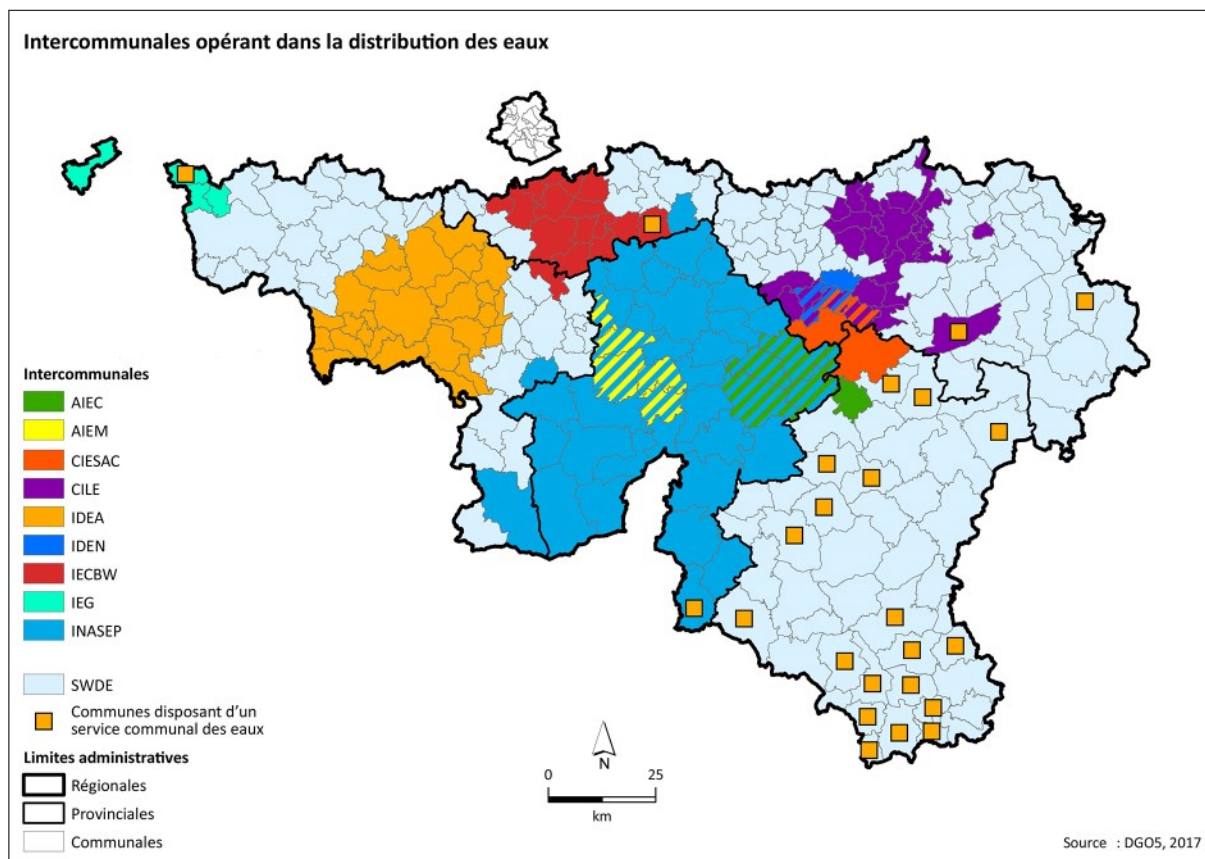 Intercommunales opérant dans la distribution des eaux
Intercommunales
AIEC
AIEM
CIESAC
CILE
IDEA
IDEN
IECBW
IEG
INASEP
SWDE
Communes disposant d'un
service communal des eaux
Limites administratives
Régionales
Provinciales
Communales
N
0 25
km
Source : DGO5, 2017